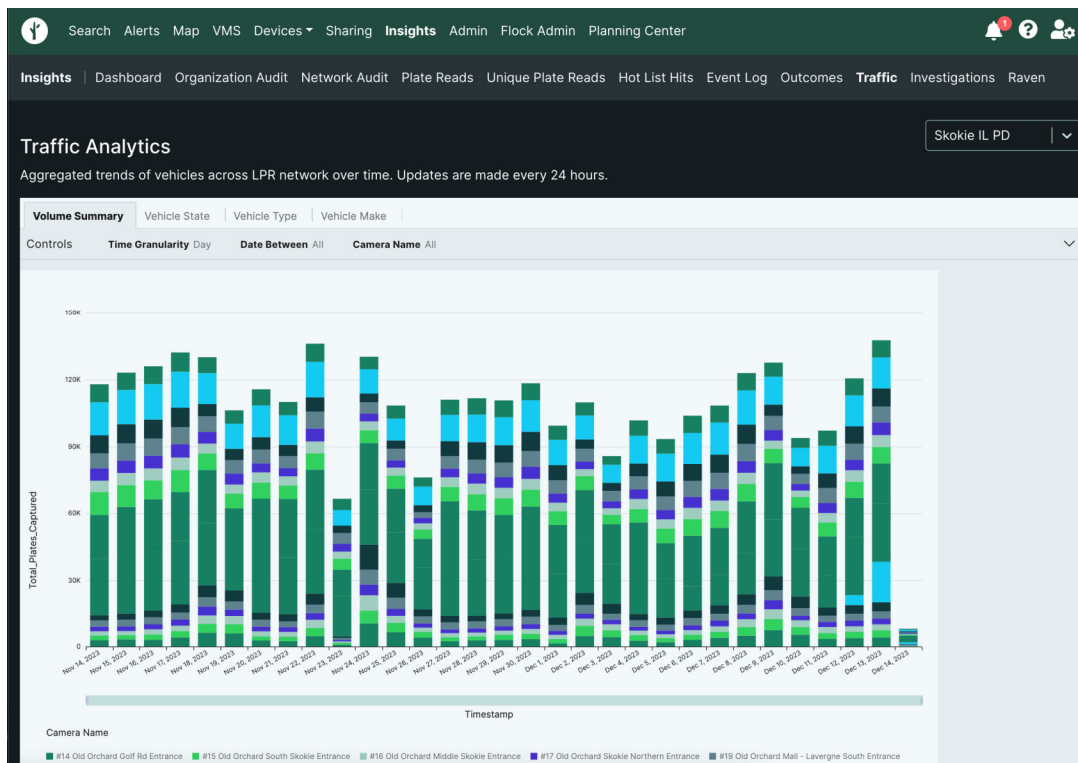 Search Alerts Map VMS Devices Sharing Insights Admin Flock Admin Planning Center 1
Insights Dashboard Organization Audit Network Audit Plate Reads Unique Plate Reads Hot List Hits Event Log Outcomes Traffic Investigations Raven
Skokie IL PD
Traffic Analytics
Aggregated trends of vehicles across LPR network over time. Updates are made every 24 hours.
Volume Summary Vehicle State Vehicle Type Vehicle Make
Controls Time Granularity Day Date Between All Camera Name All
150K
120K
90K
60K
30K
0
Total_Plates_Captured
Nov 14, 2023 Nov 15, 2023 Nov 16, 2023 Nov 17, 2023 Nov 18, 2023 Nov 19, 2023 Nov 20, 2023 Nov 21, 2023 Nov 22, 2023 Nov 23, 2023 Nov 24, 2023 Nov 25, 2023 Nov 26, 2023 Nov 27, 2023 Nov 28, 2023 Nov 29, 2023 Nov 30, 2023 Dec 1, 2023 Dec 2, 2023 Dec 3, 2023 Dec 4, 2023 Dec 5, 2023 Dec 6, 2023 Dec 7, 2023 Dec 8, 2023 Dec 9, 2023 Dec 10, 2023 Dec 11, 2023 Dec 12, 2023 Dec 13, 2023 Dec 14, 2023
Timestamp
Camera Name
#14 Old Orchard Golf Rd Entrance #15 Old Orchard South Skokie Entrance #16 Old Orchard Middle Skokie Entrance #17 Old Orchard Skokie Northern Entrance #19 Old Orchard Mall - Lavergne South Entrance